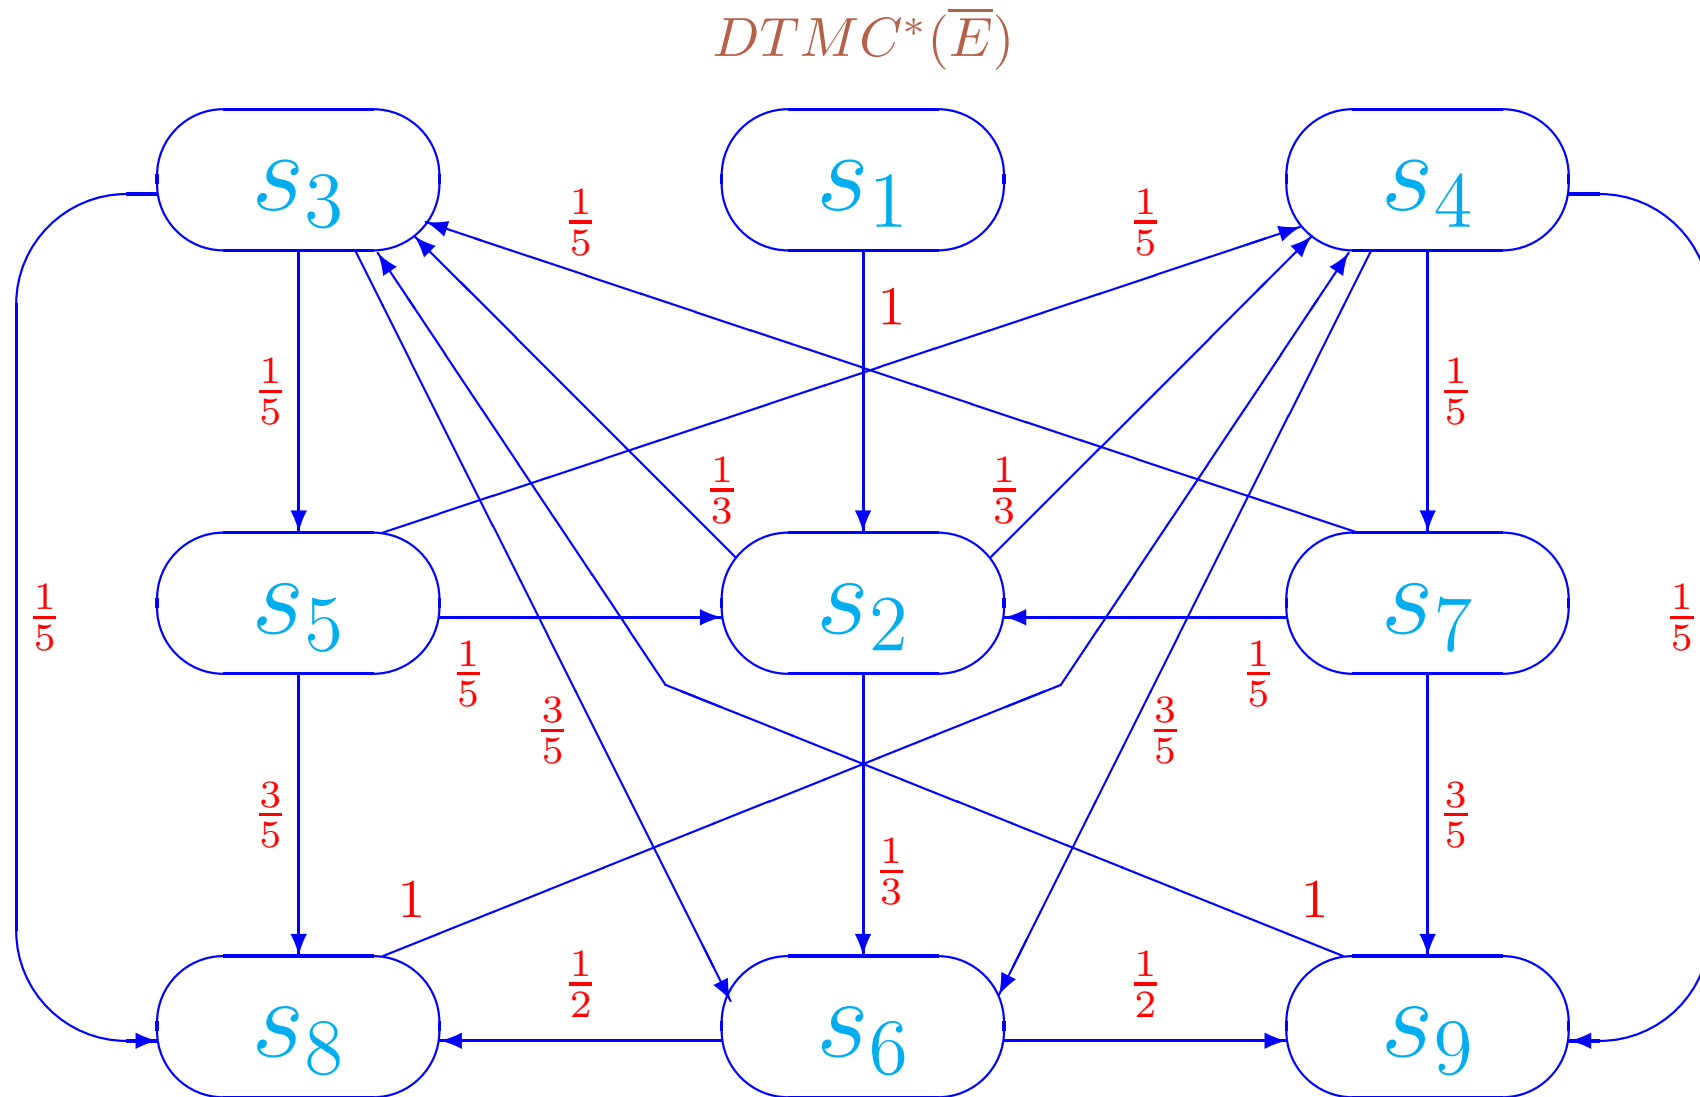 DTMC*(E̅)
s₃ s₁ s₄
1/5 1/5
1
1/5 1/5
1/3 1/3
s₅ s₂ s₇
1/5 1/5
1/5 1/5
3/5 3/5
3/5 3/5
1/3
1 1
1/2 1/2
s₈ s₆ s₉